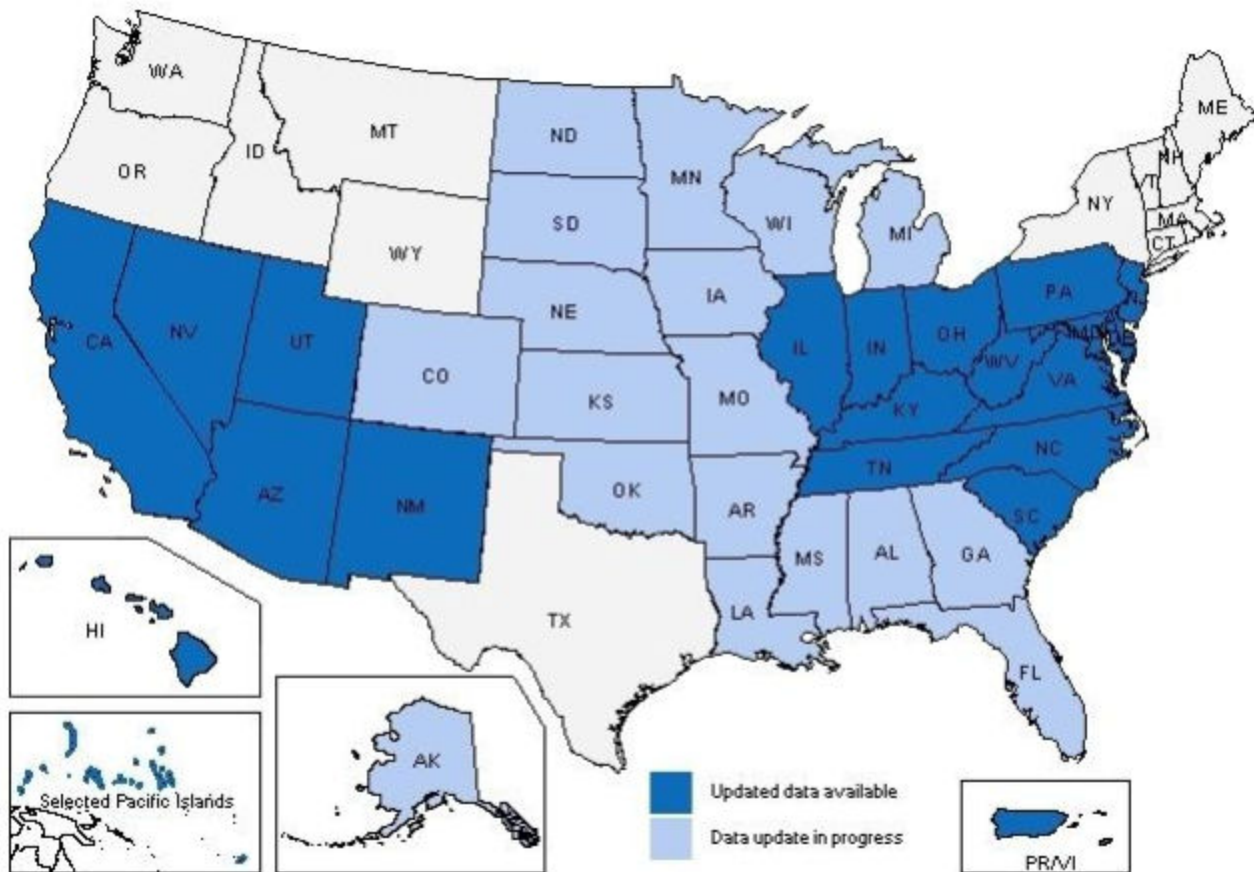 WA
MT
ND
MN
ME
OR
ID
SD
WI
MI
NY
VT
NH
MA
CT
WY
IA
NE
PA
NJ
CA
NV
UT
CO
KS
MO
IL
IN
OH
WV
MD
DE
VA
KY
AZ
NM
OK
AR
TN
NC
SC
TX
LA
MS
AL
GA
FL
HI
Selected Pacific Islands
AK
Updated data available
Data update in progress
PR/VI